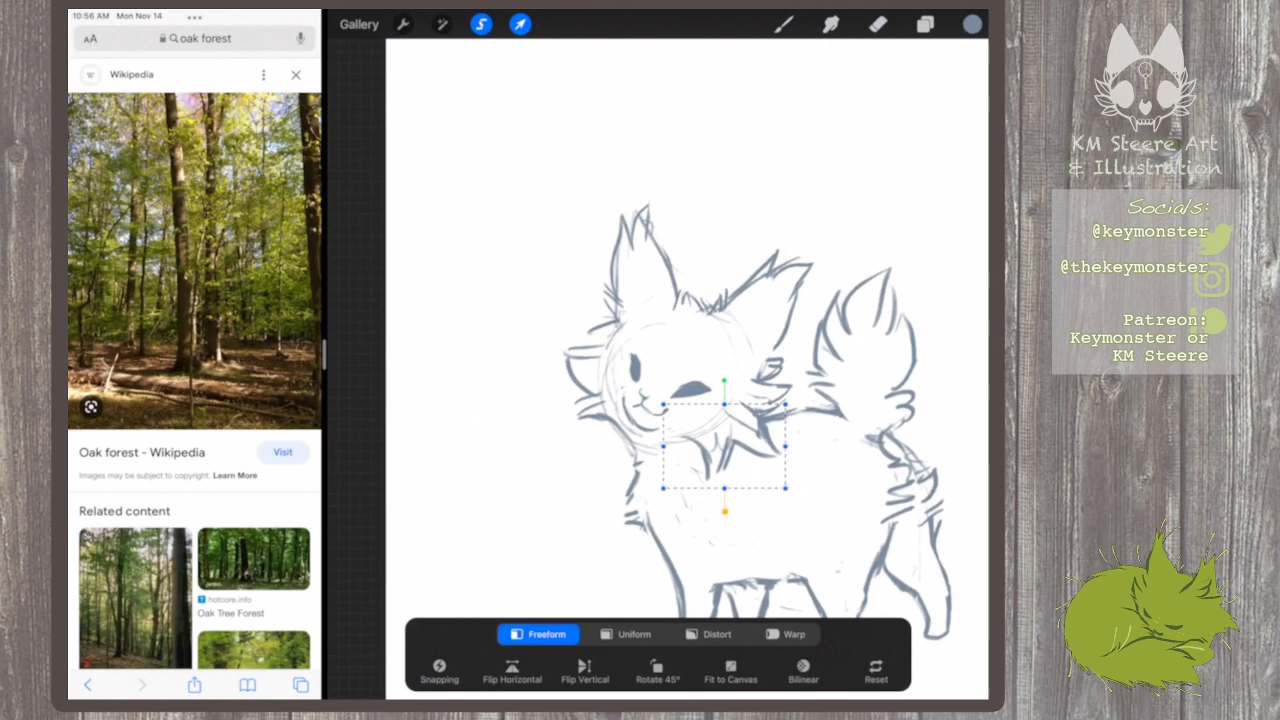 10:56 AM Mon Nov 14
AA
oak forest
Wikipedia
Oak forest - Wikipedia
Visit
Images may be subject to copyright. Learn More
Related content
hotcore.info
Oak Tree Forest
Gallery
Freeform
Uniform
Distort
Warp
Snapping
Flip Horizontal
Flip Vertical
Rotate 45°
Fit to Canvas
Bilinear
Reset
KM Steere Art
& Illustration
Socials:
@keymonster
@thekeymonster
Patreon:
Keymonster or
KM Steere